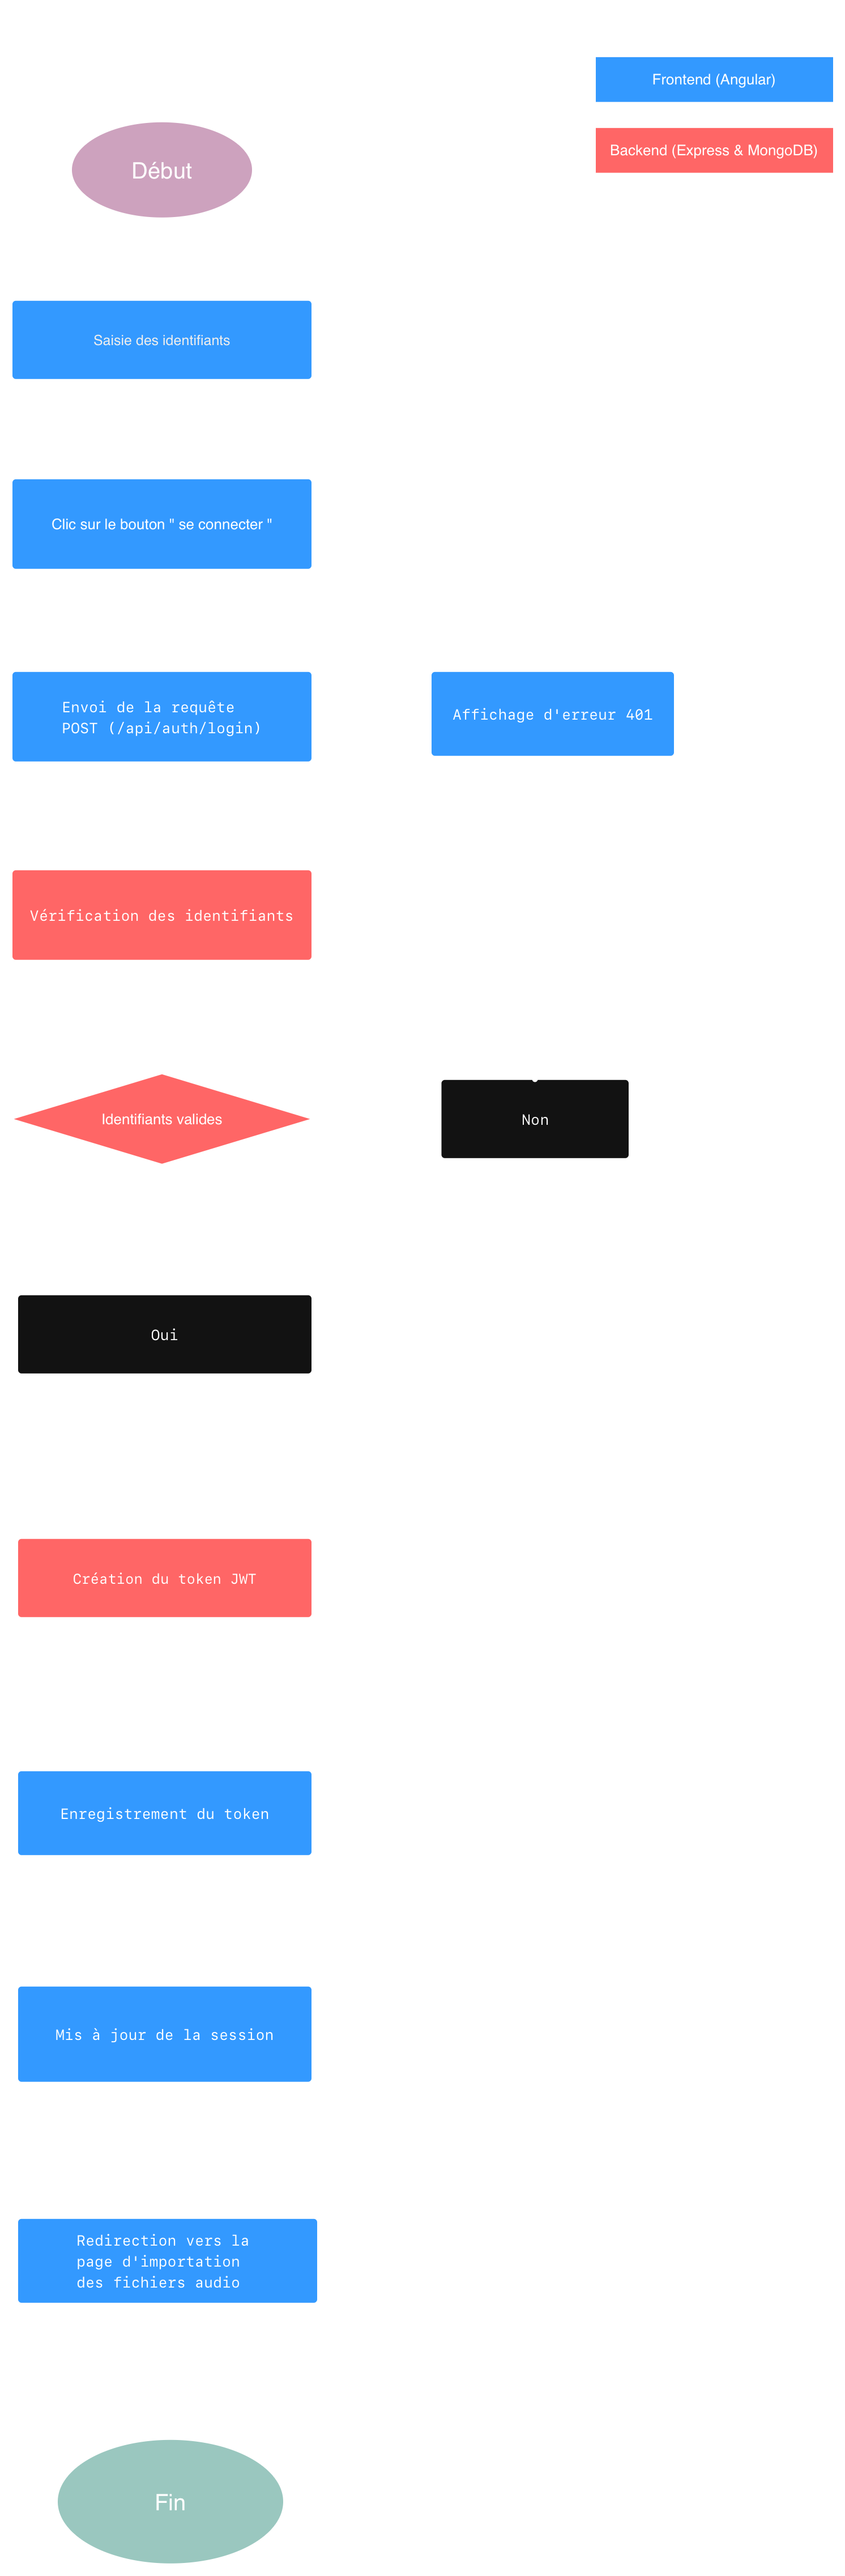 Frontend (Angular)
Backend (Express & MongoDB)
Début
Saisie des identifiants
Clic sur le bouton " se connecter "
Envoi de la requête
POST (/api/auth/login)
Affichage d'erreur 401
Vérification des identifiants
Identifiants valides
Non
Oui
Création du token JWT
Enregistrement du token
Mis à jour de la session
Redirection vers la
page d'importation
des fichiers audio
Fin